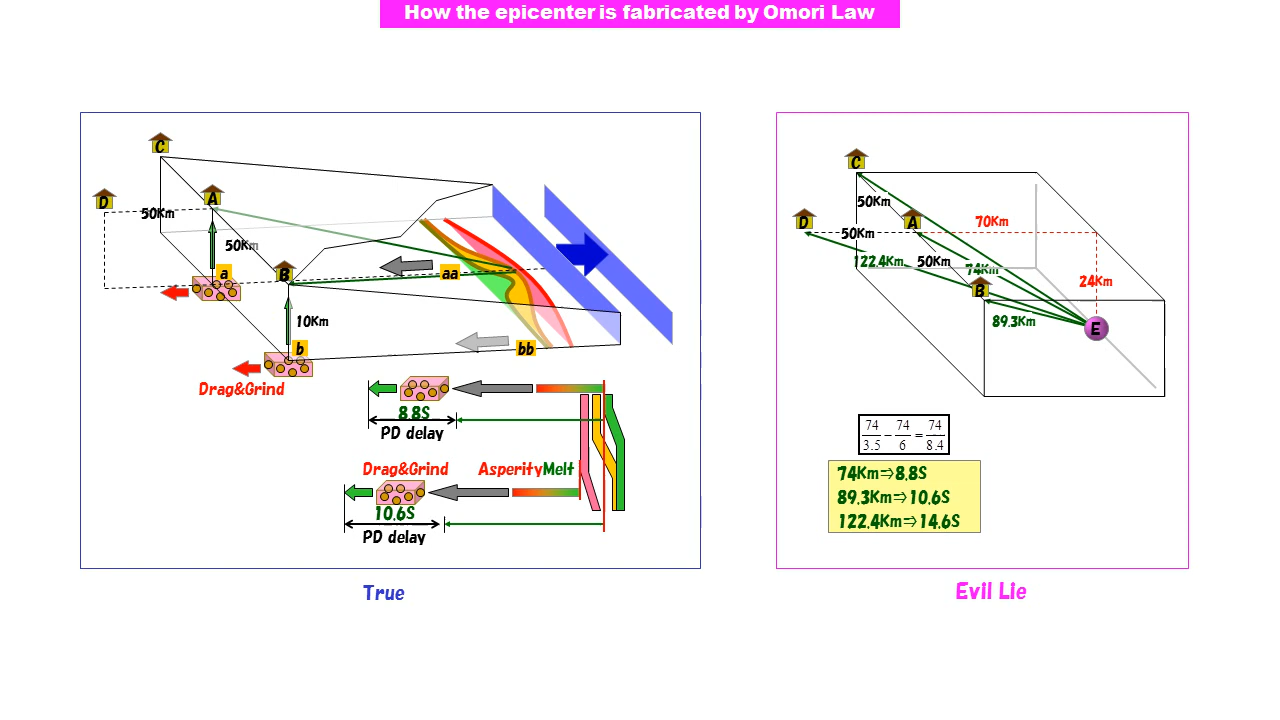 How the epicenter is fabricated by Omori Law
C
D
A
50Km
50Km
a
B
aa
10Km
b
bb
Drag&Grind
8.8S
PD delay
Drag&Grind
AsperityMelt
10.6S
PD delay
True
C
50Km
D
A
70Km
50Km
122.4Km
50Km
74Km
B
24Km
89.3Km
E
74/3.5 - 74/6 = 74/8.4
74Km⇒8.8S
89.3Km⇒10.6S
122.4Km⇒14.6S
Evil Lie